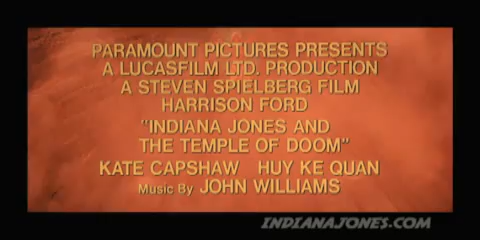 PARAMOUNT PICTURES PRESENTS
A LUCASFILM LTD. PRODUCTION
A STEVEN SPIELBERG FILM
HARRISON FORD
"INDIANA JONES AND
THE TEMPLE OF DOOM"
KATE CAPSHAW HUY KE QUAN
MUSIC BY JOHN WILLIAMS
INDIANAJONES.COM